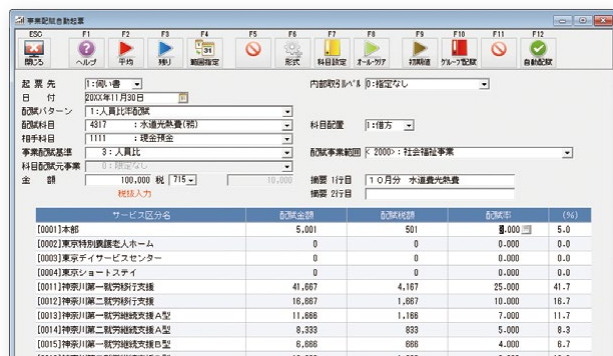 事業配賦自動起票
ESC F1 F2 F3 F4 F5 F6 F7 F8 F9 F10 F11 F12
閉じる ヘルプ 平均 残り 範囲指定 形式 科目設定 オールクリア 初期値 グループ配賦 自動配賦
起票先 1:伺い書 内部取引レベル 0:指定なし
日 付 20XX年11月30日
配賦パターン 1:人員比率配賦
配賦科目 4317 :水道光熱費(務) 科目配置 1:借方
相手科目 1111 :現金預金
事業配賦基準 3:人員比 配賦事業範囲 < 2000>:社会福祉事業
科目配賦元事業 0:限定なし
金 額 100,000 税 715 10,000 摘要 1行目 10月分 水道費光熱費
税抜入力 摘要 2行目
サービス区分名 配賦金額 配賦税額 配賦率 (%)
[0001]本部 5,001 501 3.000 5.0
[0002]東京特別養護老人ホーム 0 0 0.000 0.0
[0003]東京デイサービスセンター 0 0 0.000 0.0
[0004]東京ショートステイ 0 0 0.000 0.0
[0011]神奈川第一就労移行支援 41,667 4,167 25.000 41.7
[0012]神奈川第二就労移行支援 16,667 1,667 10.000 16.7
[0013]神奈川第一就労継続支援A型 11,666 1,166 7.000 11.7
[0014]神奈川第二就労継続支援A型 8,333 833 5.000 8.3
[0015]神奈川第一就労継続支援B型 6,666 666 4.000 6.7